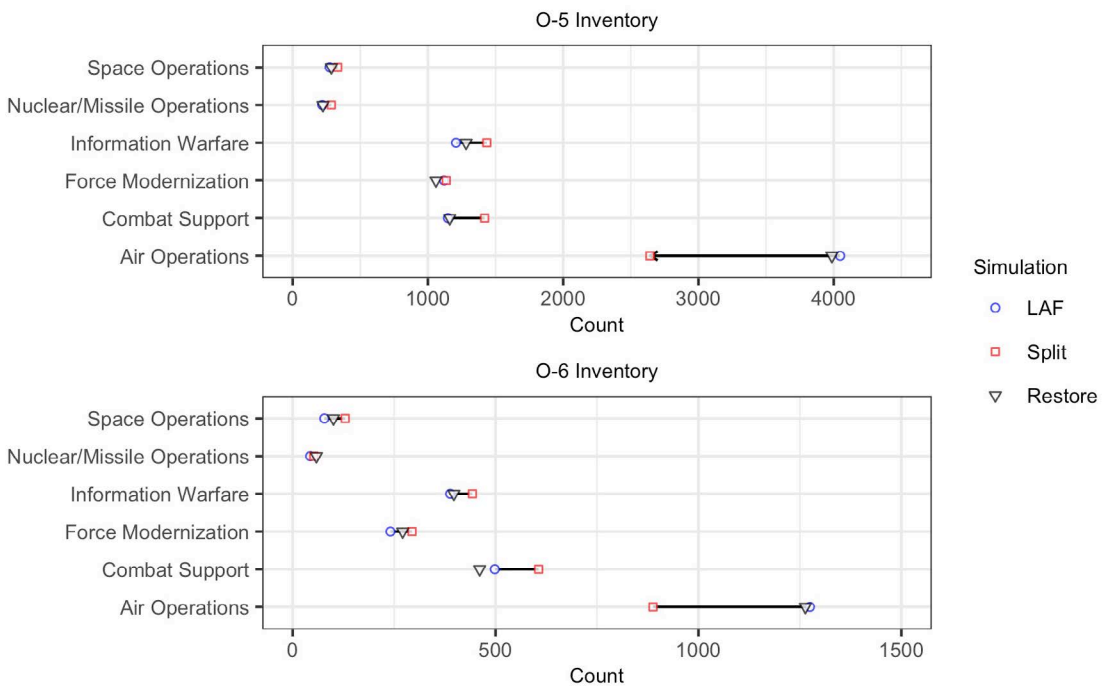 O-5 Inventory
Space Operations
Nuclear/Missile Operations
Information Warfare
Force Modernization
Combat Support
Air Operations
0 1000 2000 3000 4000
Count
O-6 Inventory
Space Operations
Nuclear/Missile Operations
Information Warfare
Force Modernization
Combat Support
Air Operations
0 500 1000 1500
Count
Simulation
LAF
Split
Restore